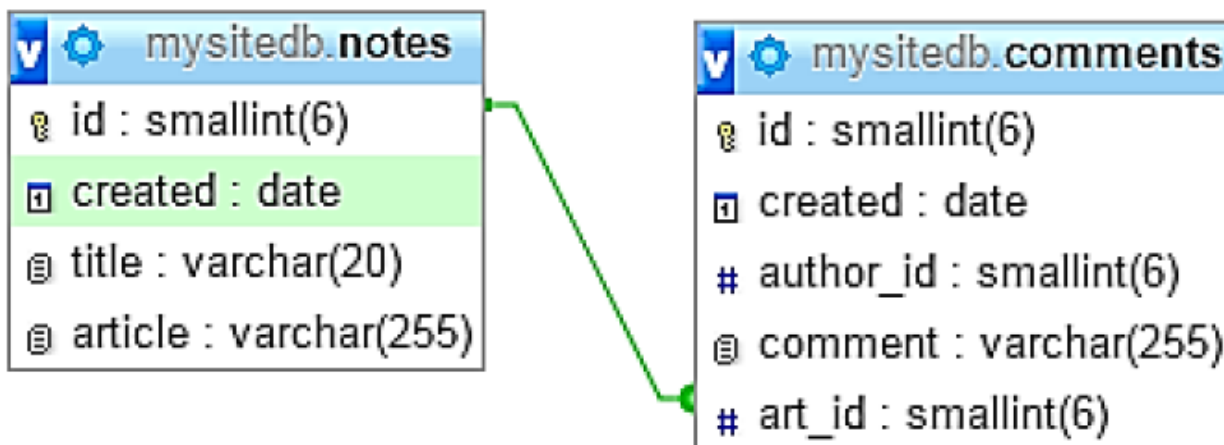 v mysitedb.notes
id : smallint(6)
created : date
title : varchar(20)
article : varchar(255)
v mysitedb.comments
id : smallint(6)
created : date
# author_id : smallint(6)
comment : varchar(255)
# art_id : smallint(6)